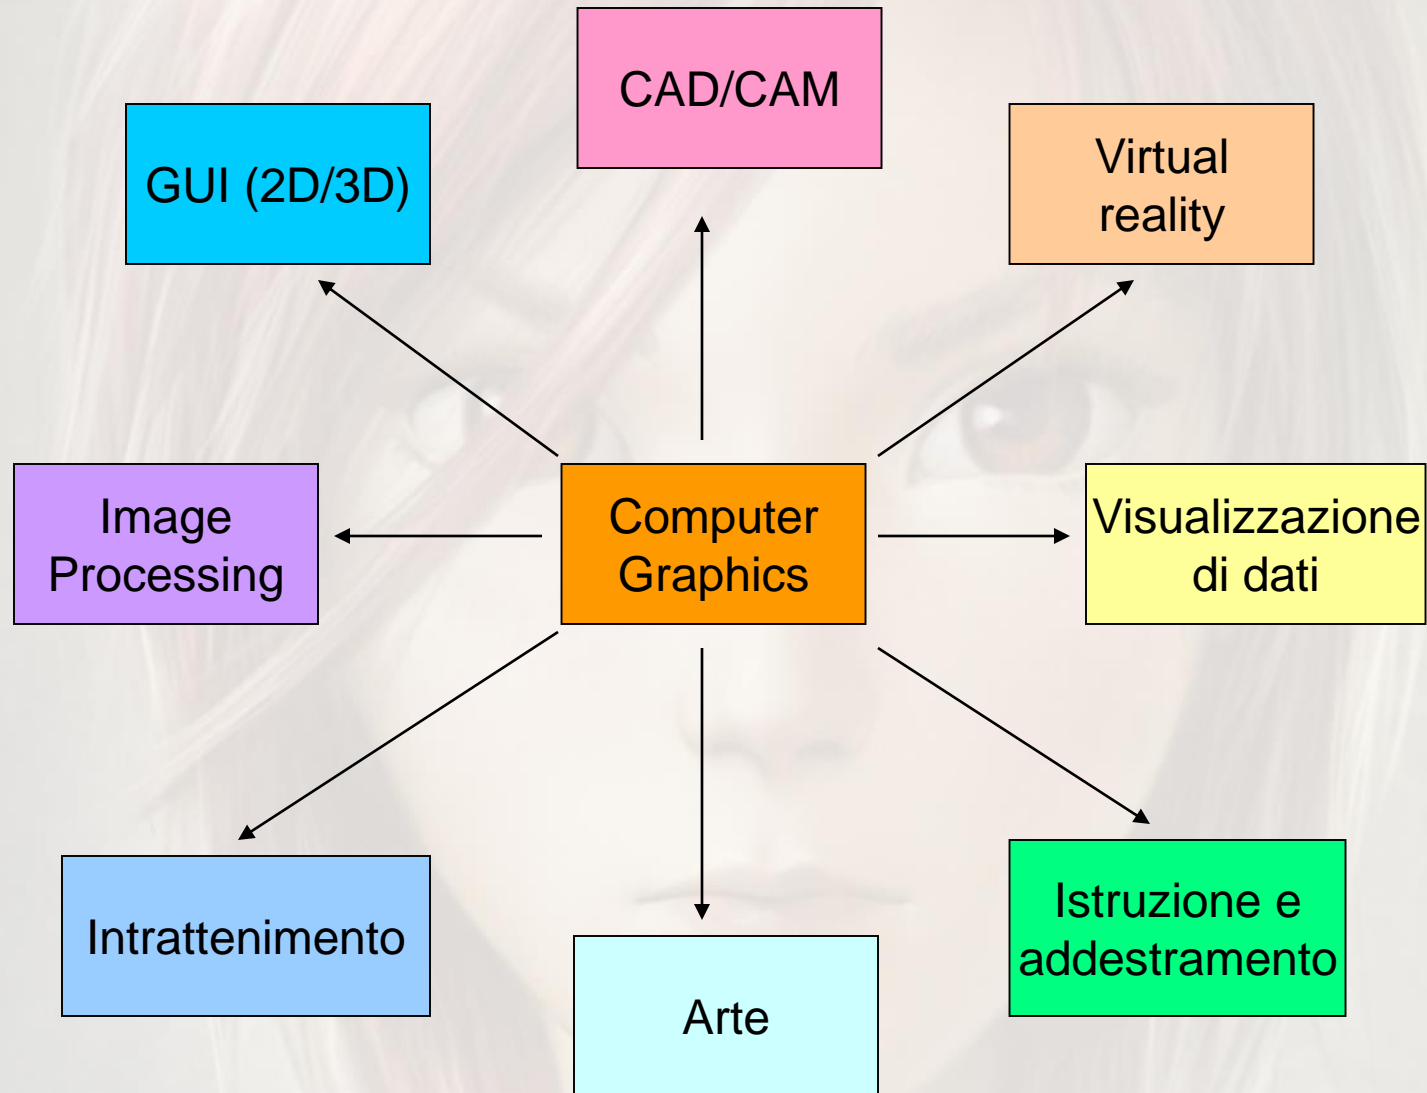 CAD/CAM
GUI (2D/3D)
Virtual
reality
Image
Processing
Computer
Graphics
Visualizzazione
di dati
Intrattenimento
Arte
Istruzione e
addestramento